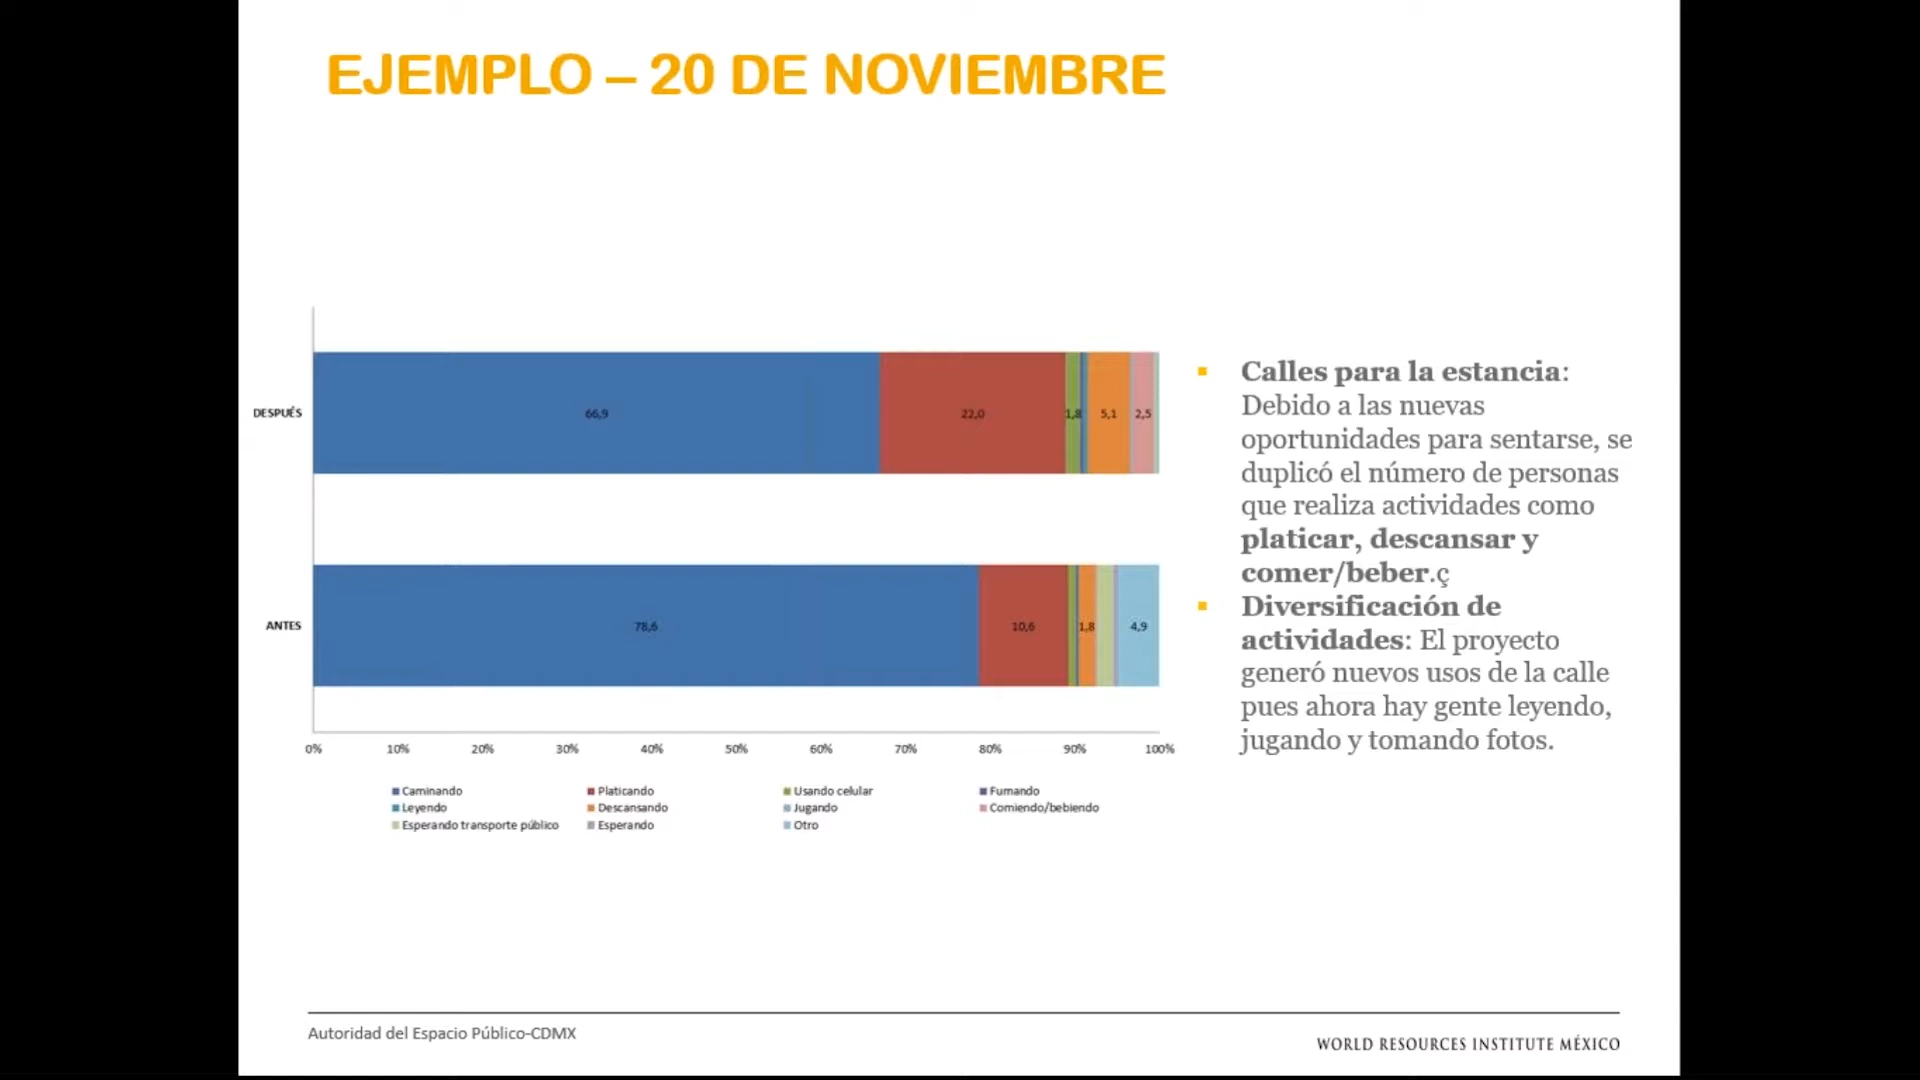 EJEMPLO – 20 DE NOVIEMBRE
DESPUÉS
66,9
22,0
1,8
5,1
2,5
ANTES
78,6
10,6
1,8
4,9
0%
10%
20%
30%
40%
50%
60%
70%
80%
90%
100%
Caminando
Platicando
Usando celular
Fumando
Leyendo
Descansando
Jugando
Comiendo/bebiendo
Esperando transporte público
Esperando
Otro
Calles para la estancia:
Debido a las nuevas
oportunidades para sentarse, se
duplicó el número de personas
que realiza actividades como
platicar, descansar y
comer/beber.ç
Diversificación de
actividades: El proyecto
generó nuevos usos de la calle
pues ahora hay gente leyendo,
jugando y tomando fotos.
Autoridad del Espacio Público-CDMX
WORLD RESOURCES INSTITUTE MÉXICO